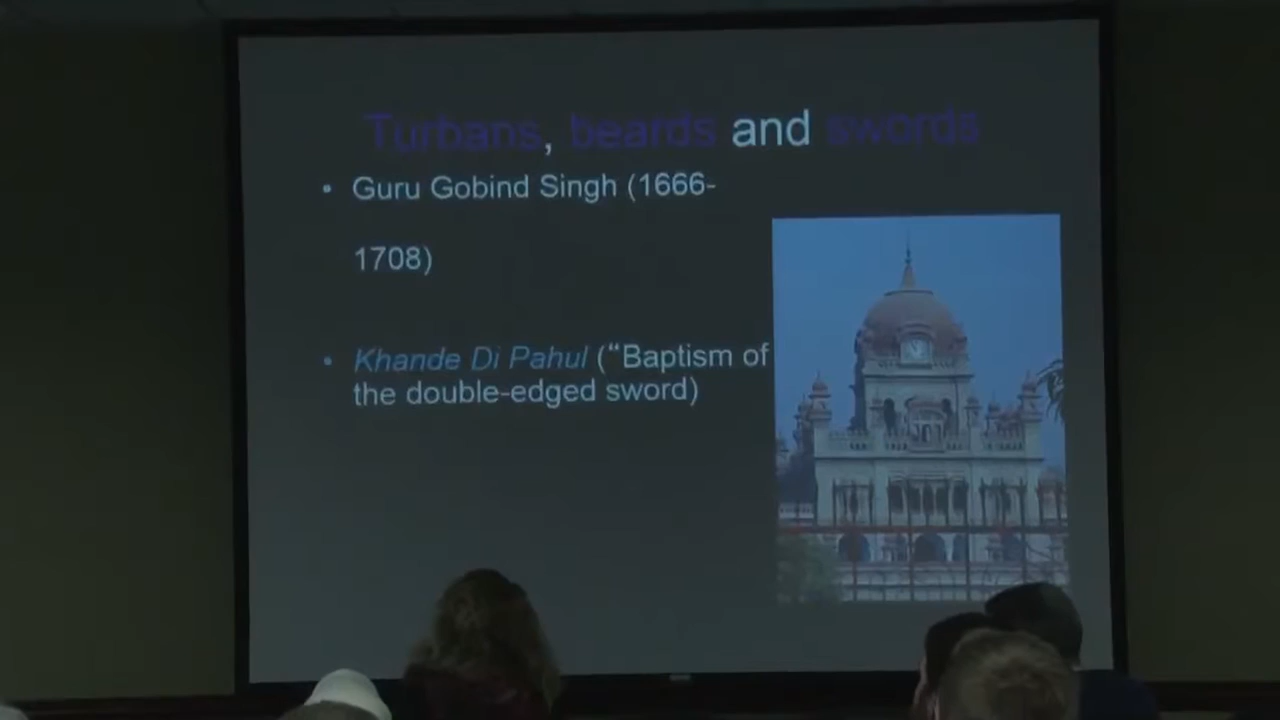 Turbans, beards and swords
• Guru Gobind Singh (1666-
1708)
• Khande Di Pahul (“Baptism of
the double-edged sword)